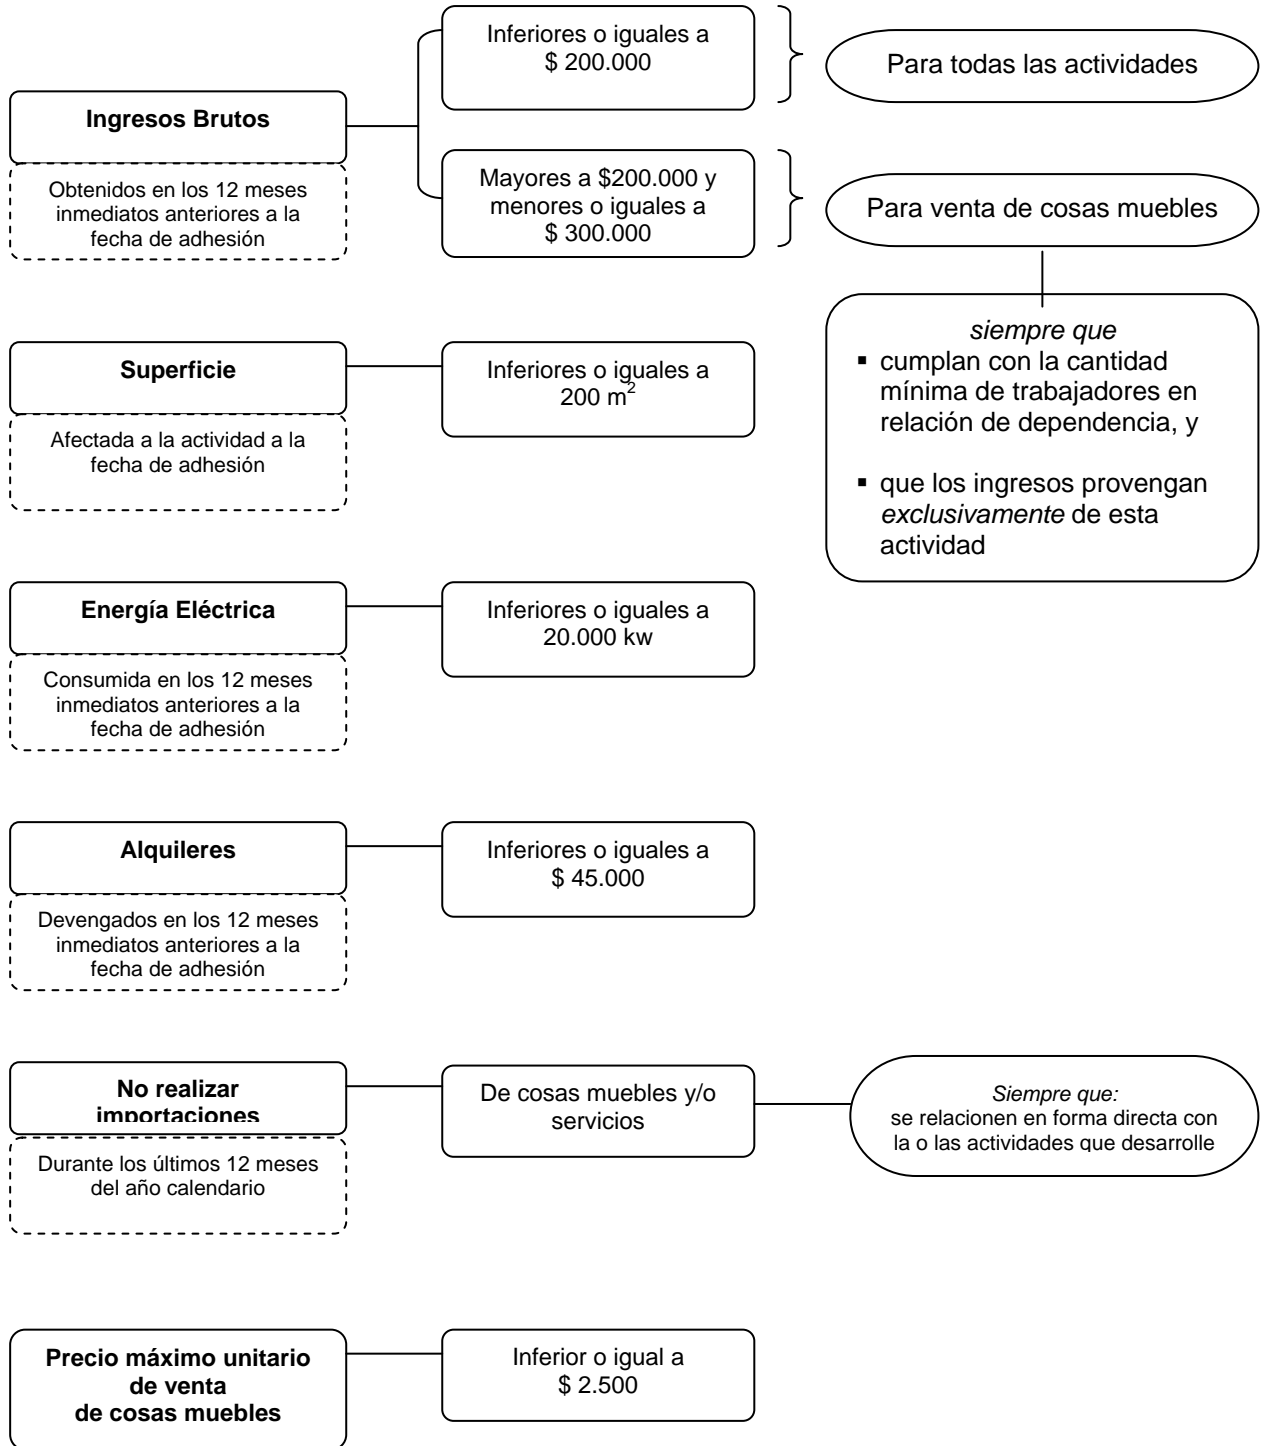 Inferiores o iguales a
$ 200.000
Para todas las actividades
Ingresos Brutos
Obtenidos en los 12 meses
inmediatos anteriores a la
fecha de adhesión
Mayores a $200.000 y
menores o iguales a
$ 300.000
Para venta de cosas muebles
siempre que
▪ cumplan con la cantidad
mínima de trabajadores en
relación de dependencia, y
▪ que los ingresos provengan
exclusivamente de esta
actividad
Superficie
Afectada a la actividad a la
fecha de adhesión
Inferiores o iguales a
200 m²
Energía Eléctrica
Consumida en los 12 meses
inmediatos anteriores a la
fecha de adhesión
Inferiores o iguales a
20.000 kw
Alquileres
Devengados en los 12 meses
inmediatos anteriores a la
fecha de adhesión
Inferiores o iguales a
$ 45.000
No realizar
importaciones
Durante los últimos 12 meses
del año calendario
De cosas muebles y/o
servicios
Siempre que:
se relacionen en forma directa con
la o las actividades que desarrolle
Precio máximo unitario
de venta
de cosas muebles
Inferior o igual a
$ 2.500